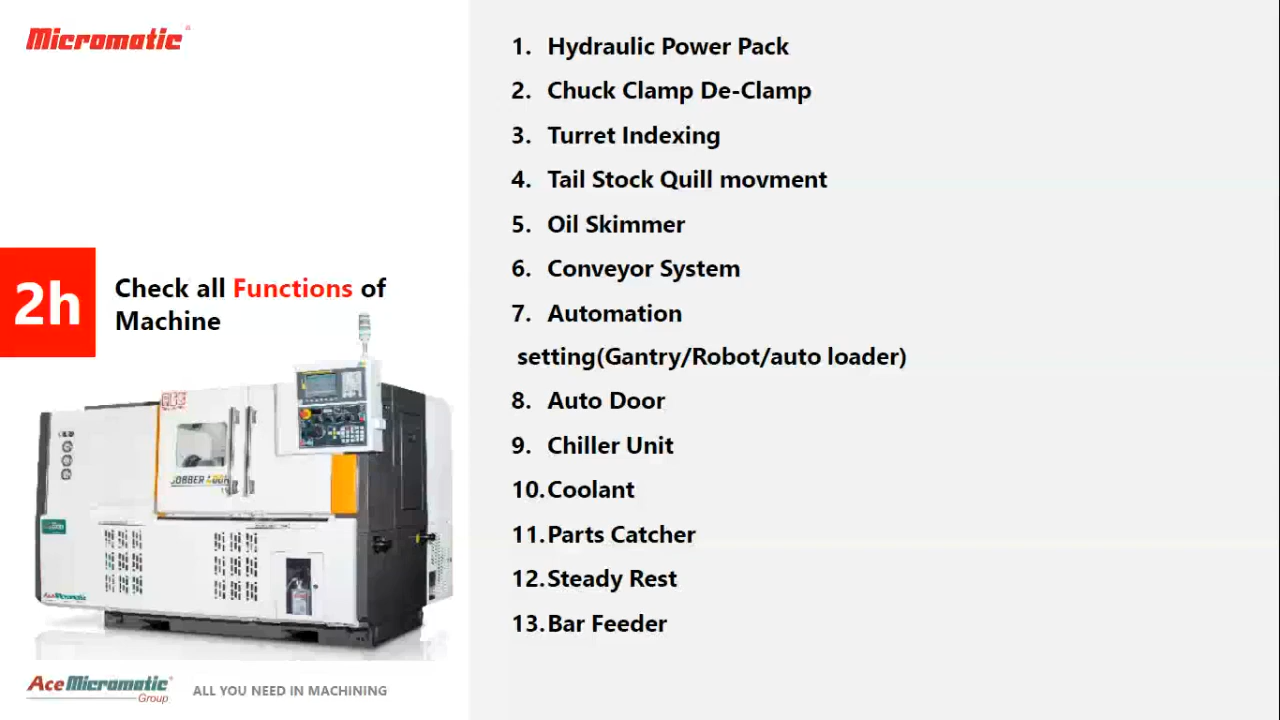 Micromatic
2h
Check all Functions of
Machine
ACE
AceMicromatic
AceMicromatic
Group
ALL YOU NEED IN MACHINING
1. Hydraulic Power Pack
2. Chuck Clamp De-Clamp
3. Turret Indexing
4. Tail Stock Quill movment
5. Oil Skimmer
6. Conveyor System
7. Automation
setting(Gantry/Robot/auto loader)
8. Auto Door
9. Chiller Unit
10. Coolant
11. Parts Catcher
12. Steady Rest
13. Bar Feeder